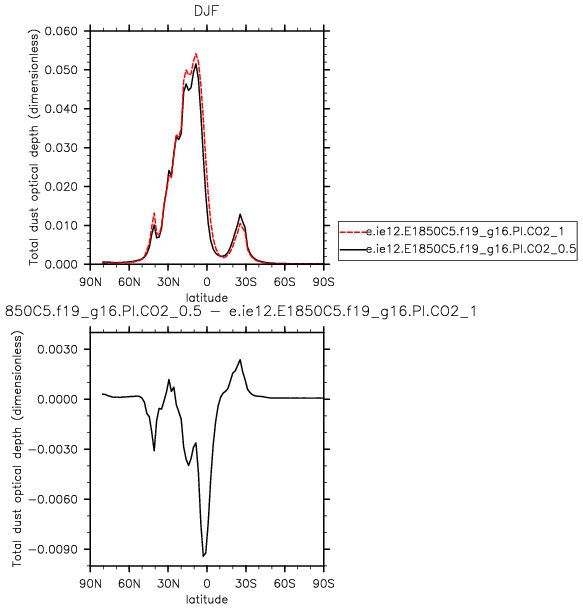 DJF
Total dust optical depth (dimensionless)
0.060
0.050
0.040
0.030
0.020
0.010
0.000
90N 60N 30N 0 30S 60S 90S
latitude
e.ie12.E1850C5.f19_g16.PI.CO2_1
e.ie12.E1850C5.f19_g16.PI.CO2_0.5
850C5.f19_g16.PI.CO2_0.5 − e.ie12.E1850C5.f19_g16.PI.CO2_1
Total dust optical depth (dimensionless)
0.0030
0.0000
−0.0030
−0.0060
−0.0090
90N 60N 30N 0 30S 60S 90S
latitude